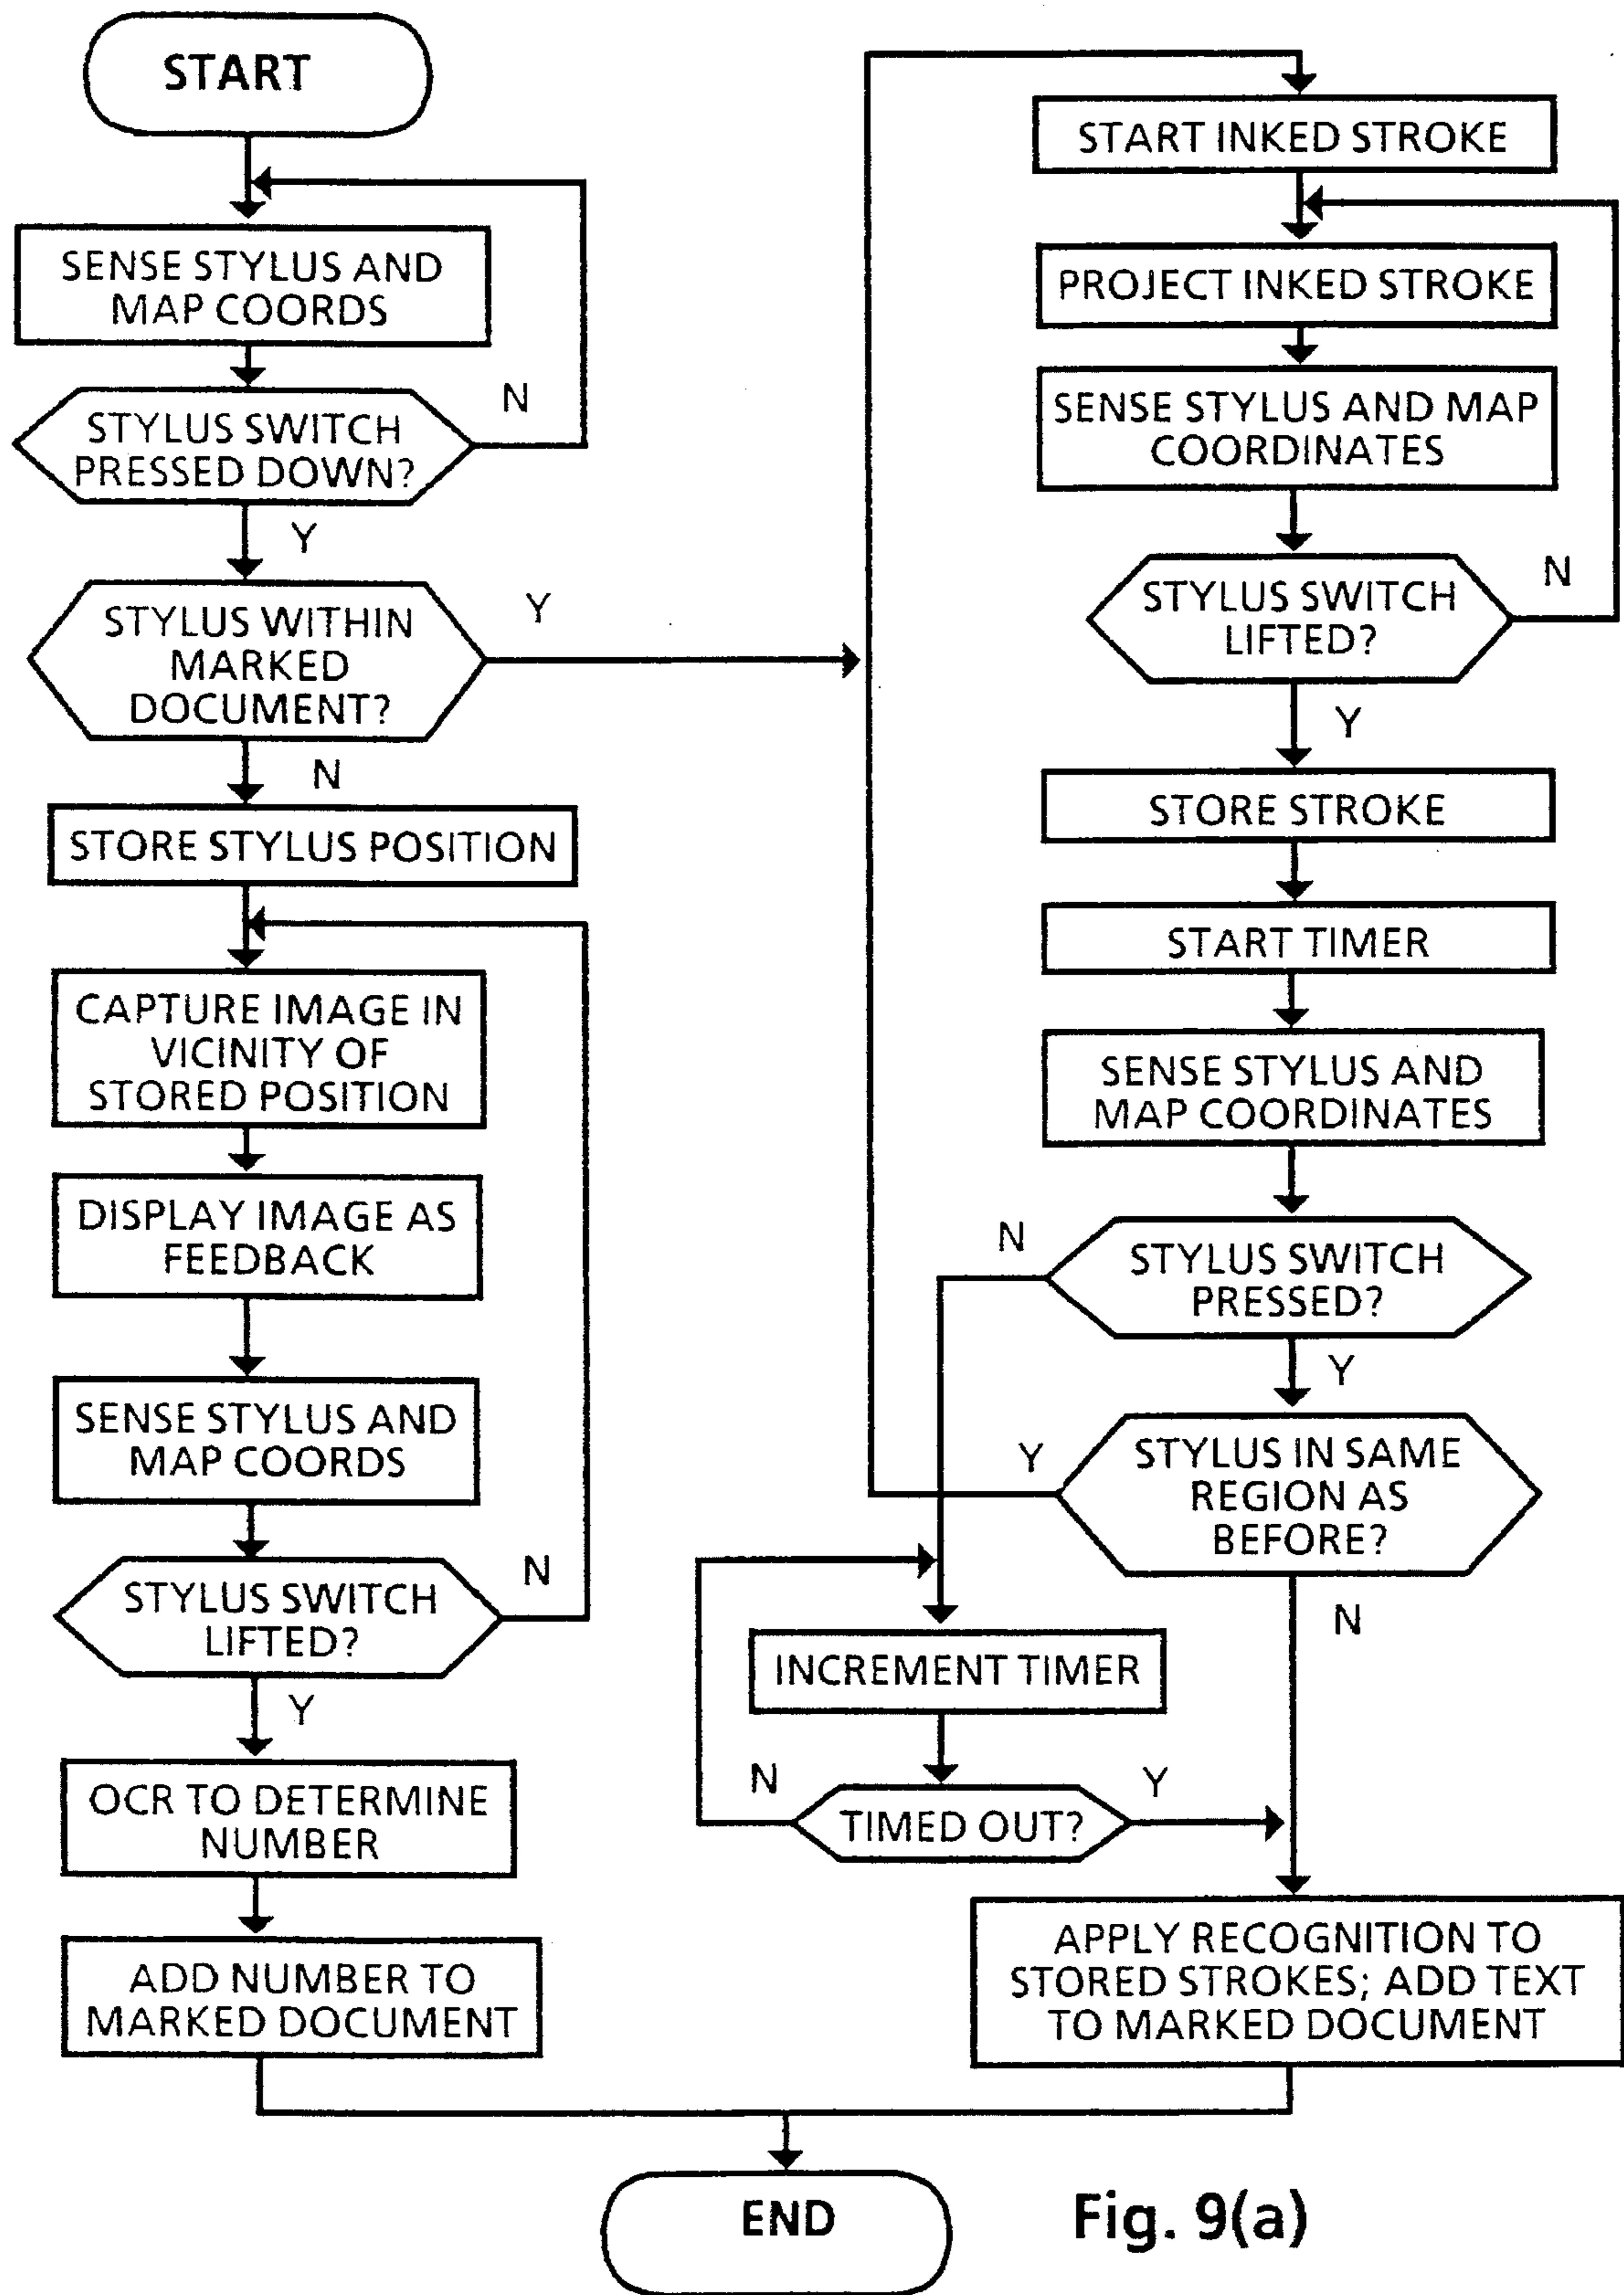 START
SENSE STYLUS AND
MAP COORDS
STYLUS SWITCH
PRESSED DOWN?
N
Y
STYLUS WITHIN
MARKED
DOCUMENT?
Y
N
STORE STYLUS POSITION
CAPTURE IMAGE IN
VICINITY OF
STORED POSITION
DISPLAY IMAGE AS
FEEDBACK
SENSE STYLUS AND
MAP COORDS
STYLUS SWITCH
LIFTED?
N
Y
OCR TO DETERMINE
NUMBER
ADD NUMBER TO
MARKED DOCUMENT
START INKED STROKE
PROJECT INKED STROKE
SENSE STYLUS AND MAP
COORDINATES
STYLUS SWITCH
LIFTED?
N
Y
STORE STROKE
START TIMER
SENSE STYLUS AND
MAP COORDINATES
STYLUS SWITCH
PRESSED?
N
Y
STYLUS IN SAME
REGION AS
BEFORE?
Y
N
INCREMENT TIMER
TIMED OUT?
N
Y
APPLY RECOGNITION TO
STORED STROKES; ADD TEXT
TO MARKED DOCUMENT
END
Fig. 9(a)